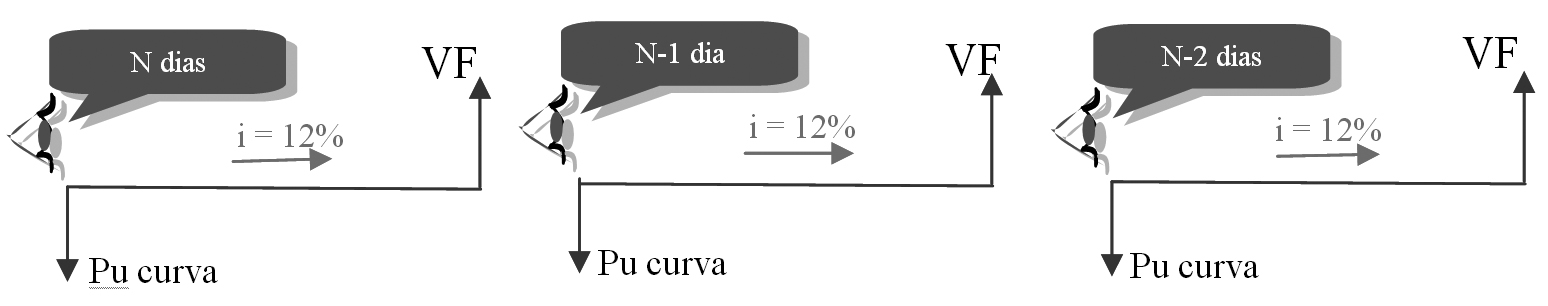 N dias
VF
i = 12%
Pu curva
N-1 dia
VF
i = 12%
Pu curva
N-2 dias
VF
i = 12%
Pu curva